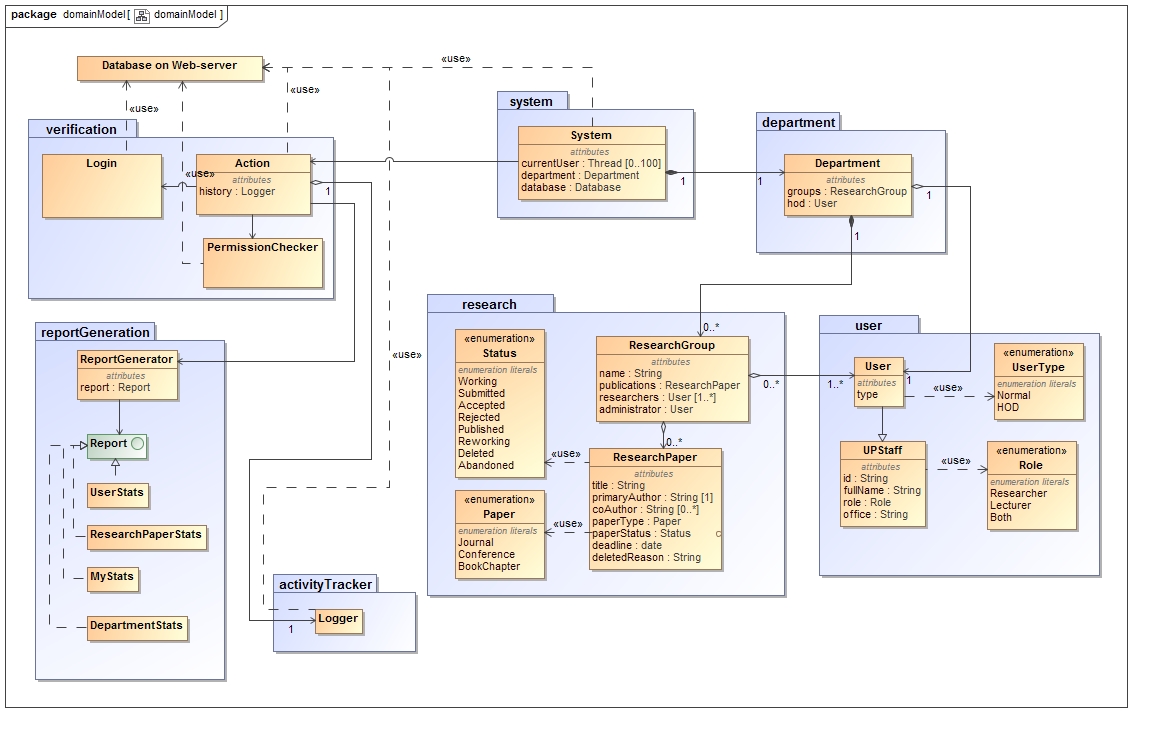 package domainModel[ domainModel ]
Database on Web-server
«use»
«use»
«use»
verification
Login
Action
attributes
history : Logger
«use»
1
PermissionChecker
system
System
attributes
currentUser : Thread [0..100]
department : Department
database : Database
1
1
department
Department
attributes
groups : ResearchGroup
hod : User
1
1
reportGeneration
ReportGenerator
attributes
report : Report
Report
UserStats
ResearchPaperStats
MyStats
DepartmentStats
«use»
activityTracker
Logger
1
research
«enumeration»
Status
enumeration literals
Working
Submitted
Accepted
Rejected
Published
Reworking
Deleted
Abandoned
«enumeration»
Paper
enumeration literals
Journal
Conference
BookChapter
0..*
ResearchGroup
attributes
name : String
publications : ResearchPaper
researchers : User [1..*]
administrator : User
0..*
1..*
0..*
«use»
«use»
ResearchPaper
attributes
title : String
primaryAuthor : String [1]
coAuthor : String [0..*]
paperType : Paper
paperStatus : Status
deadline : date
deletedReason : String
user
User
attributes
type
1
«use»
«enumeration»
UserType
enumeration literals
Normal
HOD
UPStaff
attributes
id : String
fullName : String
role : Role
office : String
«use»
«enumeration»
Role
enumeration literals
Researcher
Lecturer
Both